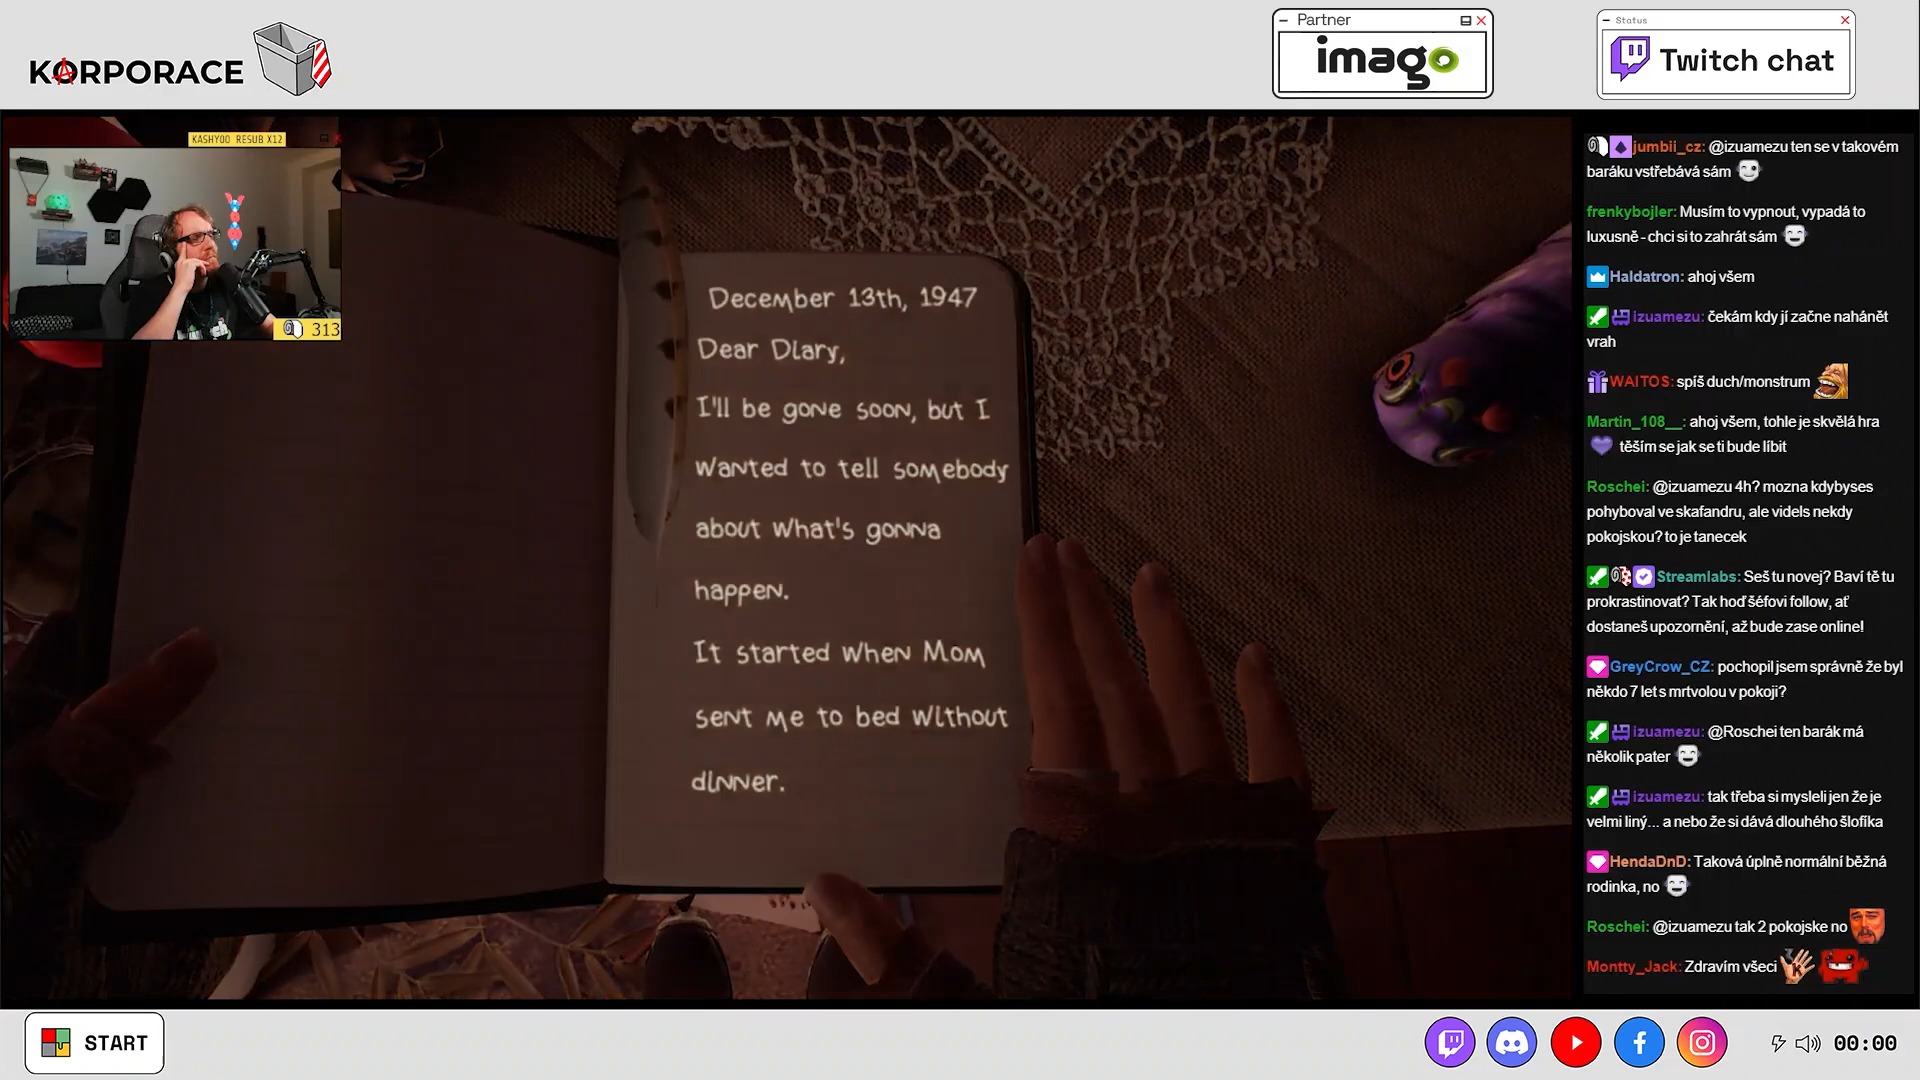 KORPORACE
Partner
imago
Status
Twitch chat
KASHYOO RESUB X12
313
December 13th, 1947
Dear Diary,
I'll be gone soon, but I
wanted to tell somebody
about what's gonna
happen.
It started when Mom
sent me to bed without
dinner.
jumbii_cz: @izuamezu ten se v takovém
baráku vstřebává sám
frenkybojler: Musím to vypnout, vypadá to
luxusně - chci si to zahrát sám
Haldatron: ahoj všem
izuamezu: čekám kdy jí začne nahánět
vrah
WAITOS: spíš duch/monstrum
Martin_108__: ahoj všem, tohle je skvělá hra
těším se jak se ti bude líbit
Roschei: @izuamezu 4h? mozna kdybyses
pohyboval ve skafandru, ale videls nekdy
pokojskou? to je tanecek
Streamlabs: Seš tu novej? Baví tě tu
prokrastinovat? Tak hoď šéfovi follow, ať
dostaneš upozornění, až bude zase online!
GreyCrow_CZ: pochopil jsem správně že byl
někdo 7 let s mrtvolou v pokoji?
izuamezu: @Roschei ten barák má
několik pater
izuamezu: tak třeba si mysleli jen že je
velmi líný... a nebo že si dává dlouhého šlofíka
HendaDnD: Taková úplně normální běžná
rodinka, no
Roschei: @izuamezu tak 2 pokojske no
Montty_Jack: Zdravím všeci
START
00:00